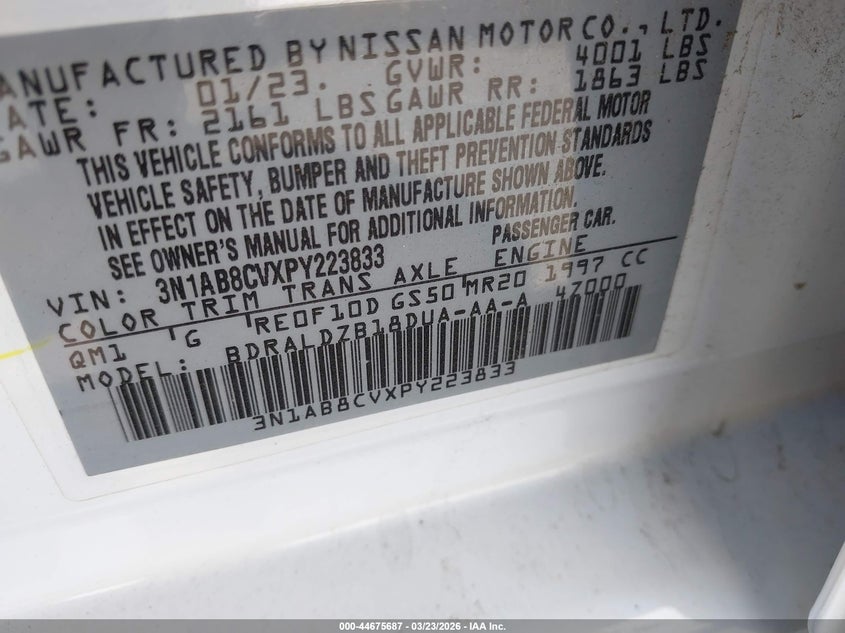 MANUFACTURED BY NISSAN MOTOR CO., LTD.
DATE: 01/23. GVWR: 4001 LBS
GAWR FR: 2161 LBS GAWR RR: 1863 LBS
THIS VEHICLE CONFORMS TO ALL APPLICABLE FEDERAL MOTOR
VEHICLE SAFETY, BUMPER AND THEFT PREVENTION STANDARDS
IN EFFECT ON THE DATE OF MANUFACTURE SHOWN ABOVE.
SEE OWNER'S MANUAL FOR ADDITIONAL INFORMATION.
VIN: 3N1AB8CVXPY223833 PASSENGER CAR.
COLOR TRIM TRANS AXLE ENGINE
QM1 G RE0F10D GS50 MR20 1997 CC
MODEL: BDRALDZB18DUA-AA-A 47000
3N1AB8CVXPY223833
000-44675687 | 03/23/2026 - IAA Inc.